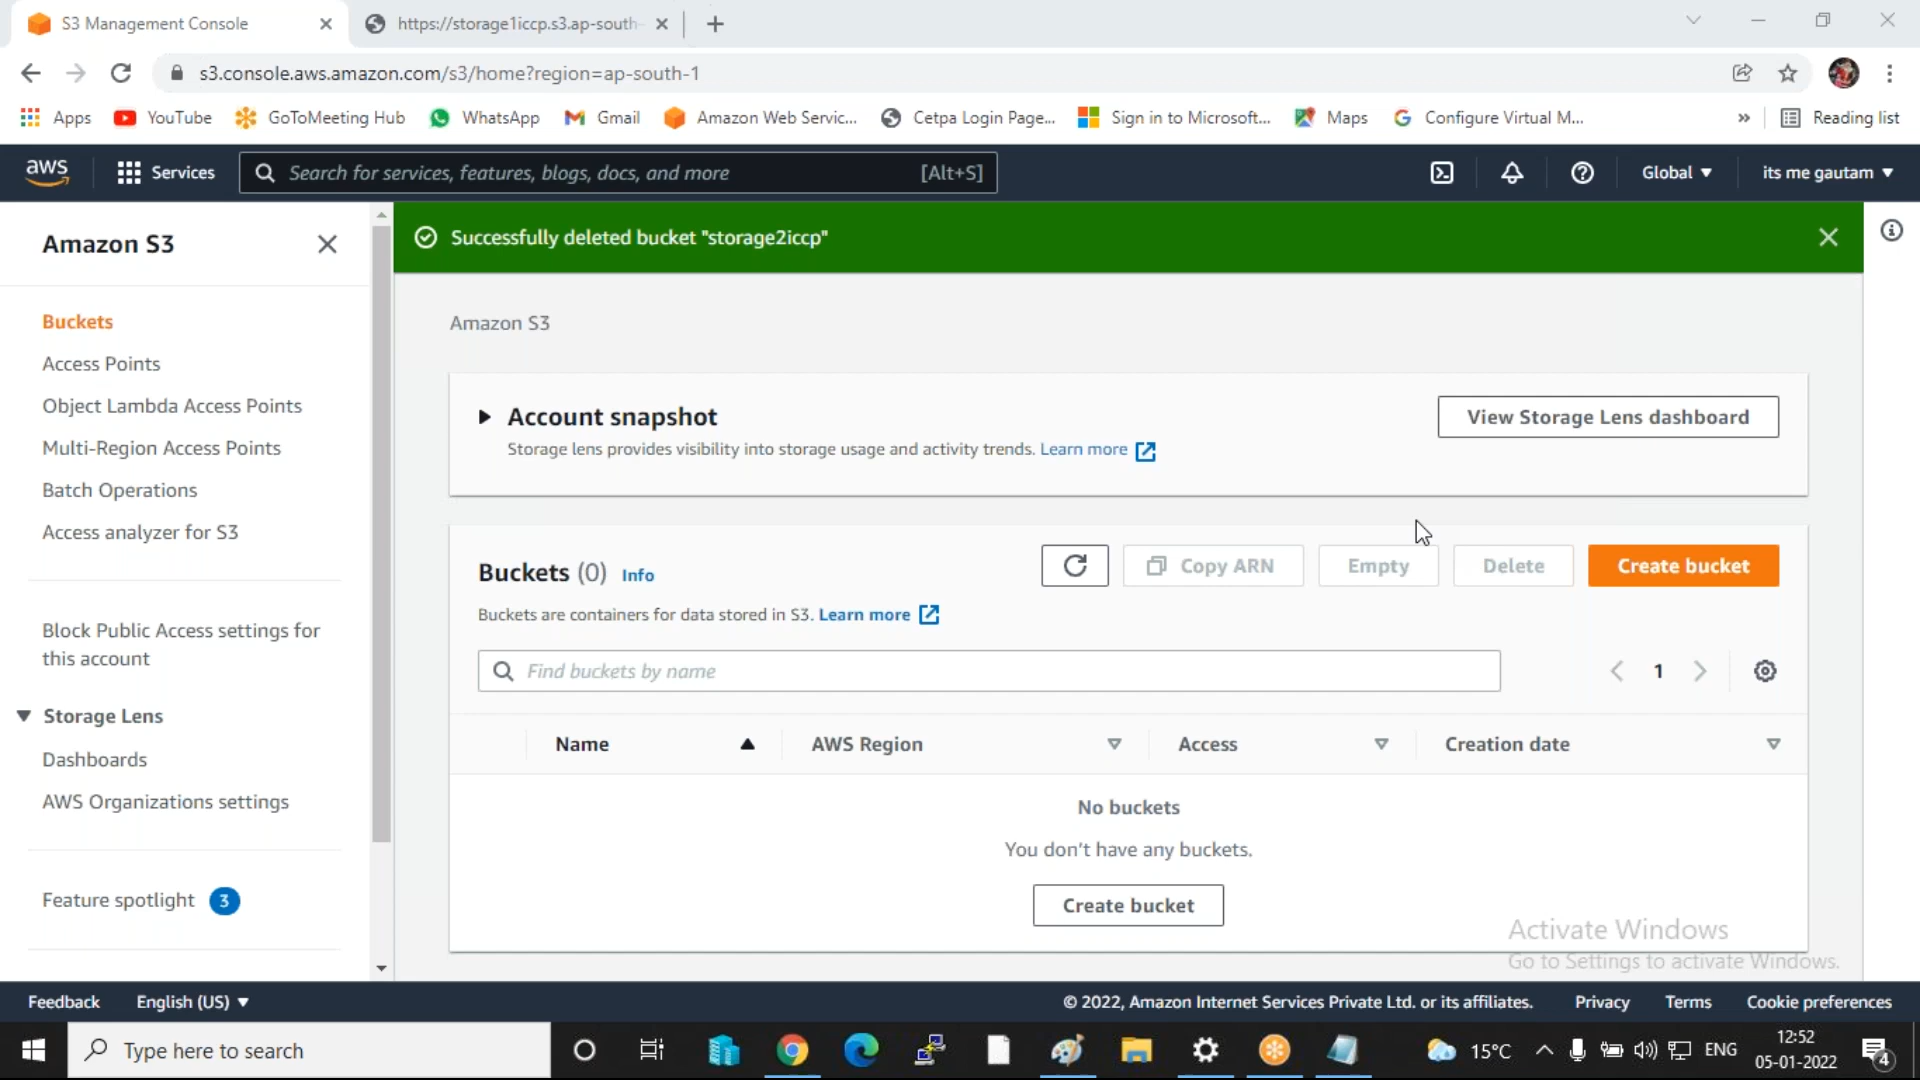 S3 Management Console
https://storage1iccp.s3.ap-south-
s3.console.aws.amazon.com/s3/home?region=ap-south-1
Apps YouTube GoToMeeting Hub WhatsApp Gmail Amazon Web Servic... Cetpa Login Page... Sign in to Microsoft... Maps Configure Virtual M... » Reading list
aws Services Search for services, features, blogs, docs, and more [Alt+S] Global its me gautam
Amazon S3
Buckets
Access Points
Object Lambda Access Points
Multi-Region Access Points
Batch Operations
Access analyzer for S3
Block Public Access settings for
this account
Storage Lens
Dashboards
AWS Organizations settings
Feature spotlight 3
Successfully deleted bucket "storage2iccp"
Amazon S3
Account snapshot
View Storage Lens dashboard
Storage lens provides visibility into storage usage and activity trends. Learn more
Buckets (0) Info
Copy ARN Empty Delete Create bucket
Buckets are containers for data stored in S3. Learn more
Find buckets by name
1
Name AWS Region Access Creation date
No buckets
You don't have any buckets.
Create bucket
Activate Windows
Go to Settings to activate Windows.
Feedback English (US) © 2022, Amazon Internet Services Private Ltd. or its affiliates. Privacy Terms Cookie preferences
Type here to search
15°C ENG
12:52
05-01-2022
4